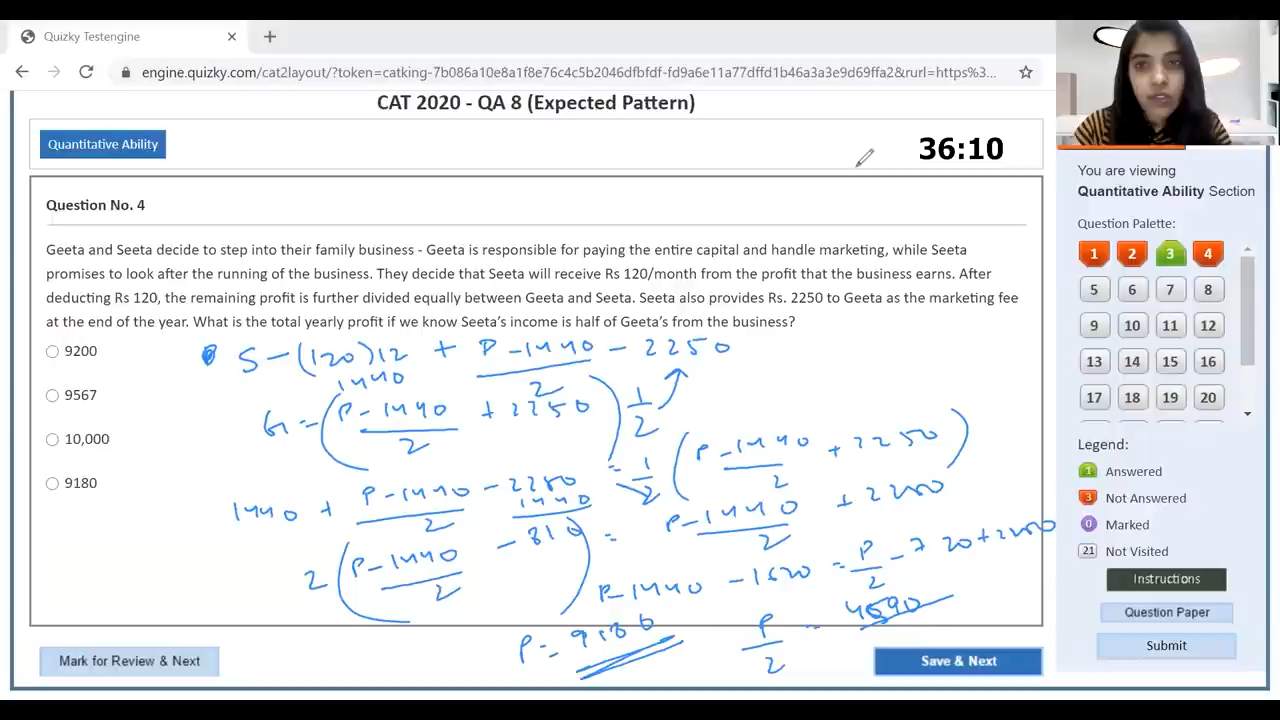 Quizky Testengine
engine.quizky.com/cat2layout/?token=catking-7b086a10e8a1f8e76c4c5b2046dfbfdf-fd9a6e11a77dffd1b46a3a3e9d69ffa2&rurl=https%3...
CAT 2020 - QA 8 (Expected Pattern)
Quantitative Ability
36:10
Question No. 4
Geeta and Seeta decide to step into their family business - Geeta is responsible for paying the entire capital and handle marketing, while Seeta
promises to look after the running of the business. They decide that Seeta will receive Rs 120/month from the profit that the business earns. After
deducting Rs 120, the remaining profit is further divided equally between Geeta and Seeta. Seeta also provides Rs. 2250 to Geeta as the marketing fee
at the end of the year. What is the total yearly profit if we know Seeta's income is half of Geeta's from the business?
9200
9567
10,000
9180
S - (120)12 + P - 1440 - 2250
1440 2
G = (P - 1440 + 2250) 1
2 2
1440 + P - 1440 - 2250 = 1 (P - 1440 + 2250)
2 1440 2 2
2 (P - 1440 - 810) = P - 1440 + 2250
2 2
P - 1440 - 1620 = P - 720 + 2250
2
P = 4590
2
P = 9180
Mark for Review & Next
Save & Next
You are viewing
Quantitative Ability Section
Question Palette:
1 2 3 4
5 6 7 8
9 10 11 12
13 14 15 16
17 18 19 20
Legend:
1 Answered
3 Not Answered
0 Marked
21 Not Visited
Instructions
Question Paper
Submit